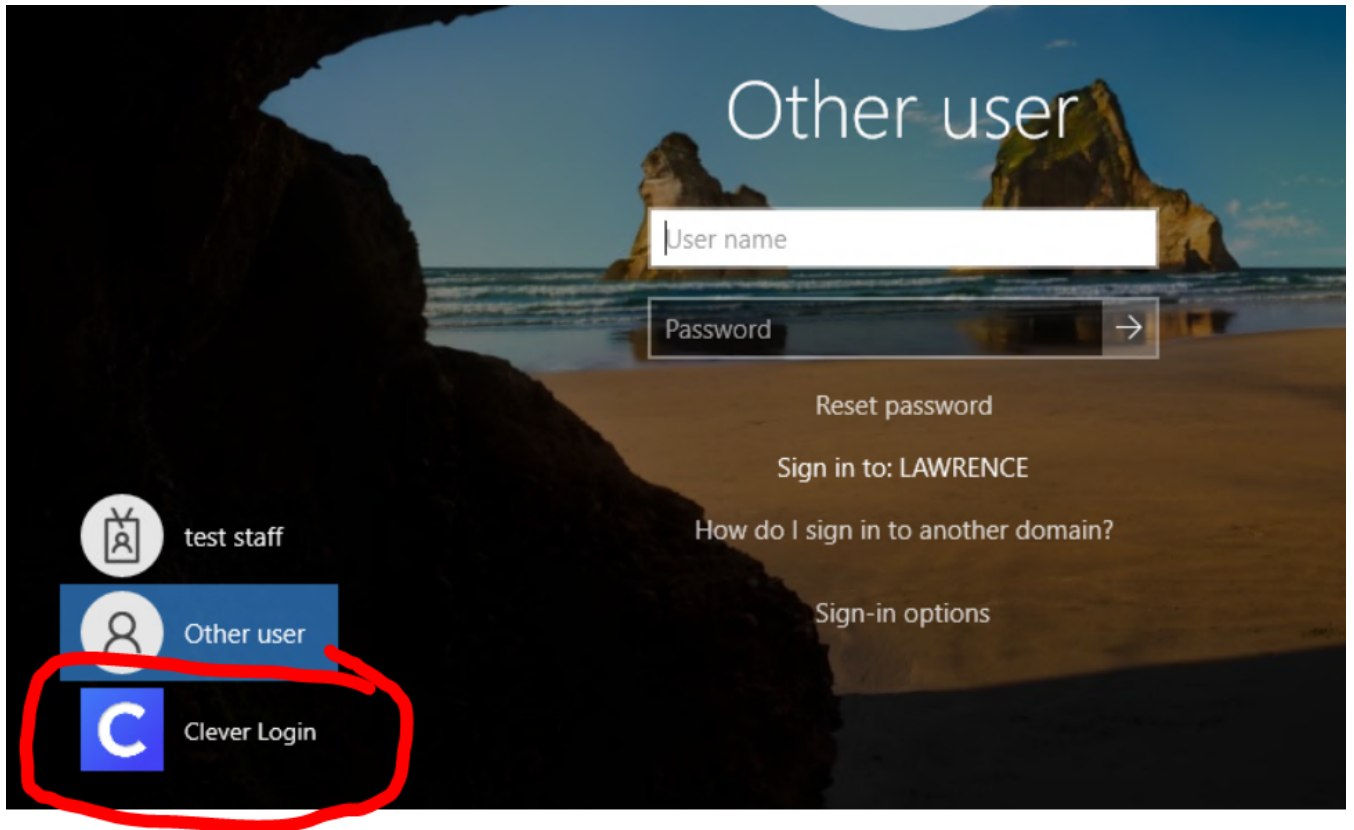 Other user
User name
Password
Reset password
Sign in to: LAWRENCE
How do I sign in to another domain?
Sign-in options
test staff
Other user
C
Clever Login